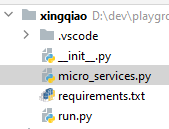 xingqiao D:\dev\playgro
.vscode
__init__.py
micro_services.py
requirements.txt
run.py